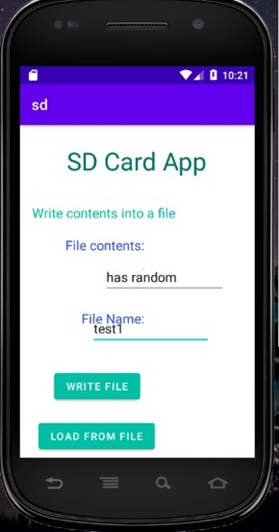 10:21
sd
SD Card App
Write contents into a file
File contents:
has random
File Name:
test1
WRITE FILE
LOAD FROM FILE